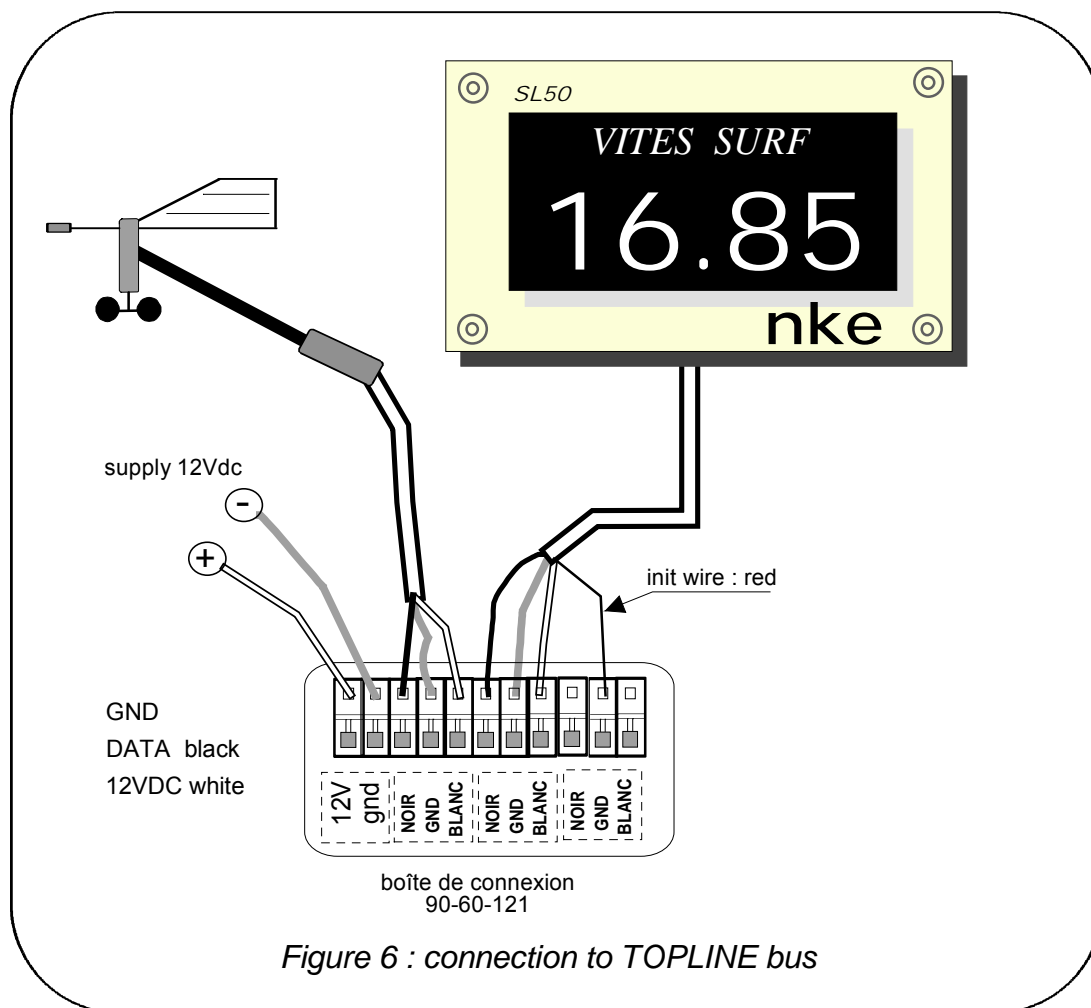 SL50
VITES SURF
16.85
nke
supply 12Vdc
-
+
init wire : red
GND
DATA black
12VDC white
12V
gnd
NOIR
GND
BLANC
NOIR
GND
BLANC
NOIR
GND
BLANC
boîte de connexion
90-60-121
Figure 6 : connection to TOPLINE bus